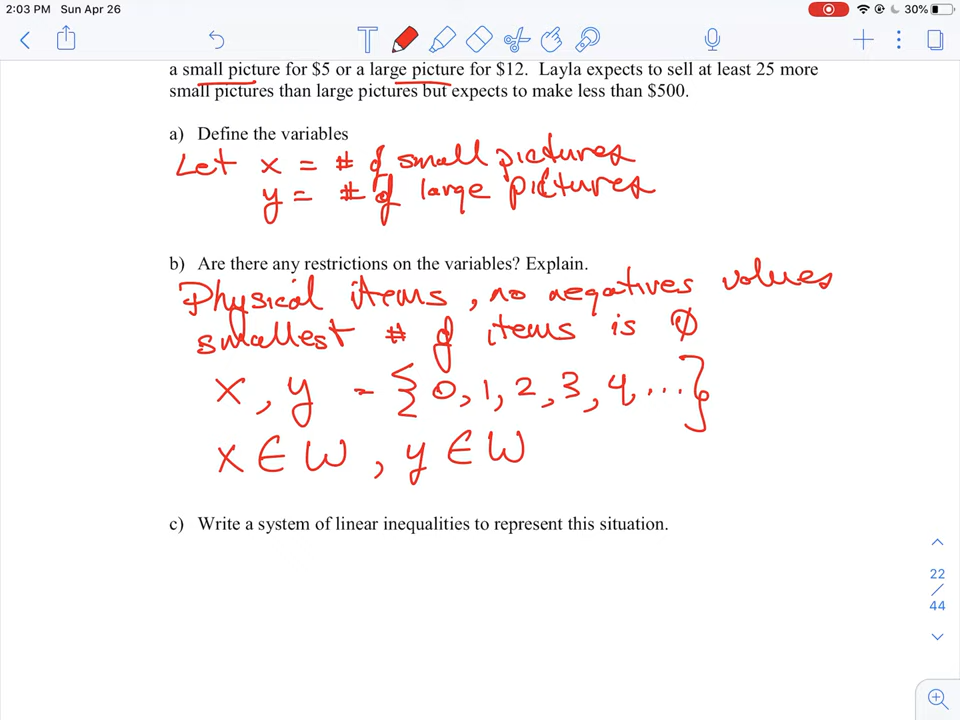 2:03 PM Sun Apr 26 30%
T
a small picture for $5 or a large picture for $12. Layla expects to sell at least 25 more
small pictures than large pictures but expects to make less than $500.
a) Define the variables
Let x = # of small pictures
y = # of large pictures
b) Are there any restrictions on the variables? Explain.
Physical items, no negatives values
smallest # of items is Ø
x, y = {0, 1, 2, 3, 4, ...}
x ∈ W, y ∈ W
c) Write a system of linear inequalities to represent this situation.
22
/
44